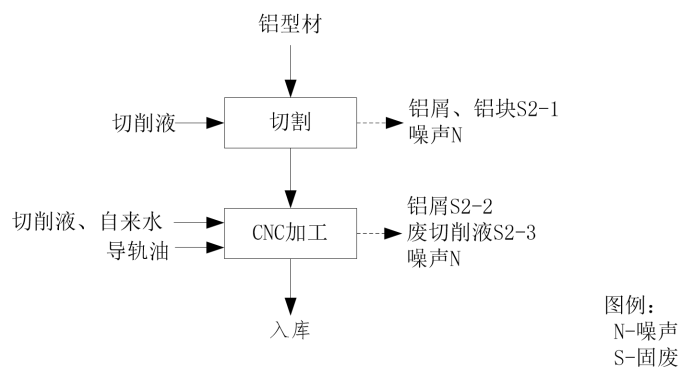 铝型材
切削液
切割
铝屑、铝块S2-1
噪声N
切削液、自来水
导轨油
CNC加工
铝屑S2-2
废切削液S2-3
噪声N
入库
图例：
N-噪声
S-固废